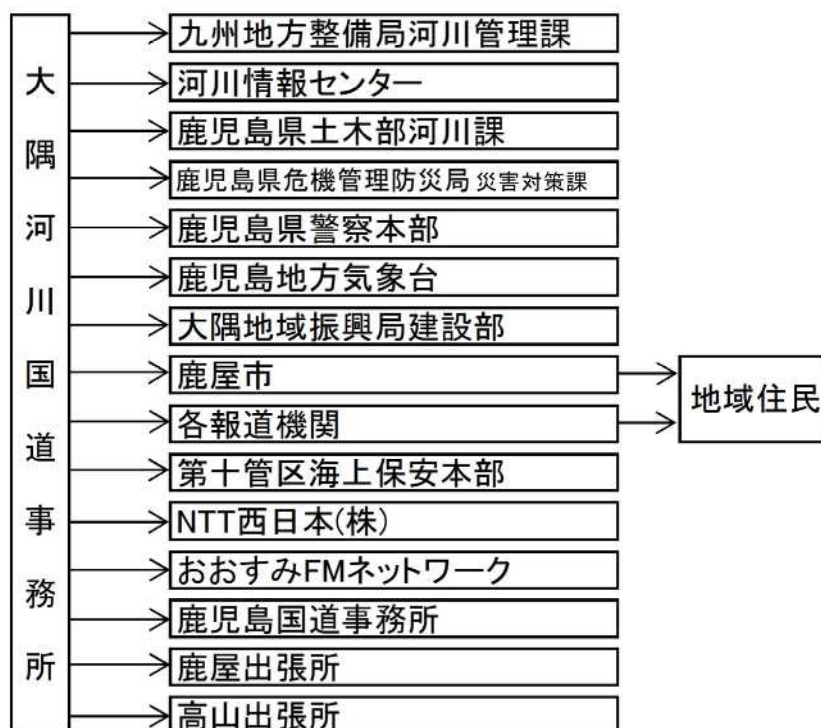 大隅河川国道事務所
九州地方整備局河川管理課
河川情報センター
鹿児島県土木部河川課
鹿児島県危機管理防災局 災害対策課
鹿児島県警察本部
鹿児島地方気象台
大隅地域振興局建設部
鹿屋市
各報道機関
第十管区海上保安本部
NTT西日本(株)
おおすみFMネットワーク
鹿児島国道事務所
鹿屋出張所
高山出張所
地域住民